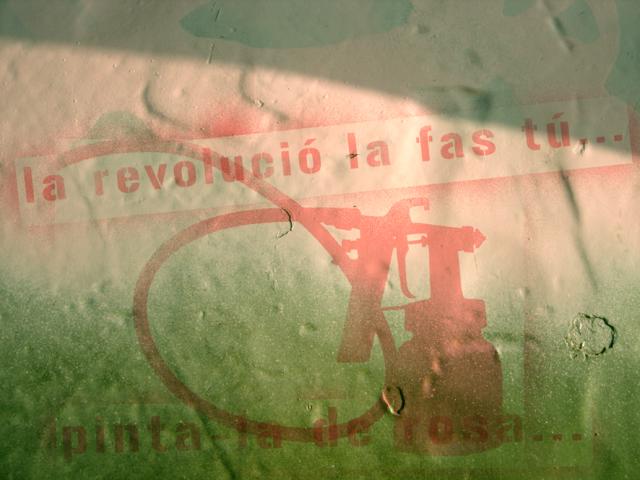 la revolució la fas tú...
¡pinta-la de rosa...